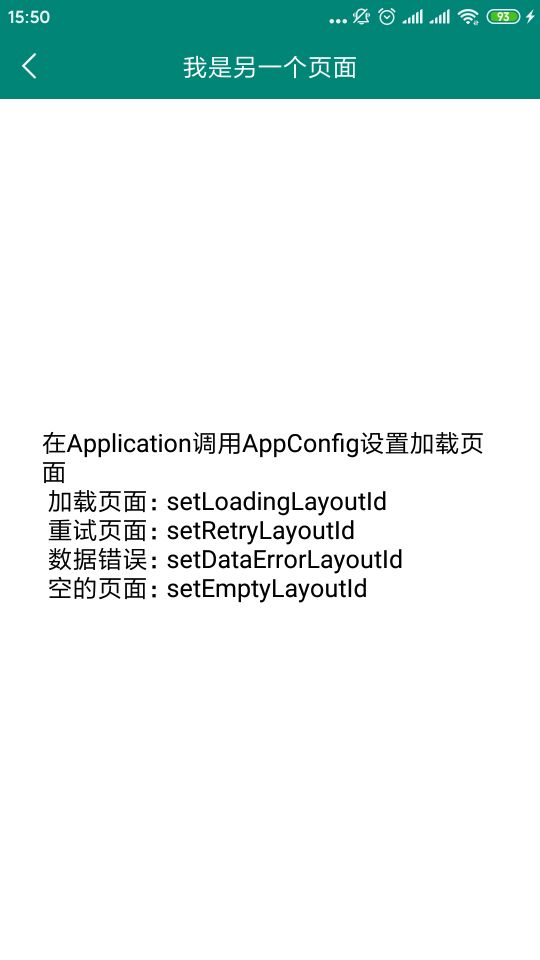 15:50
93
我是另一个页面
在Application调用AppConfig设置加载页
面
加载页面：setLoadingLayoutId
重试页面：setRetryLayoutId
数据错误：setDataErrorLayoutId
空的页面：setEmptyLayoutId